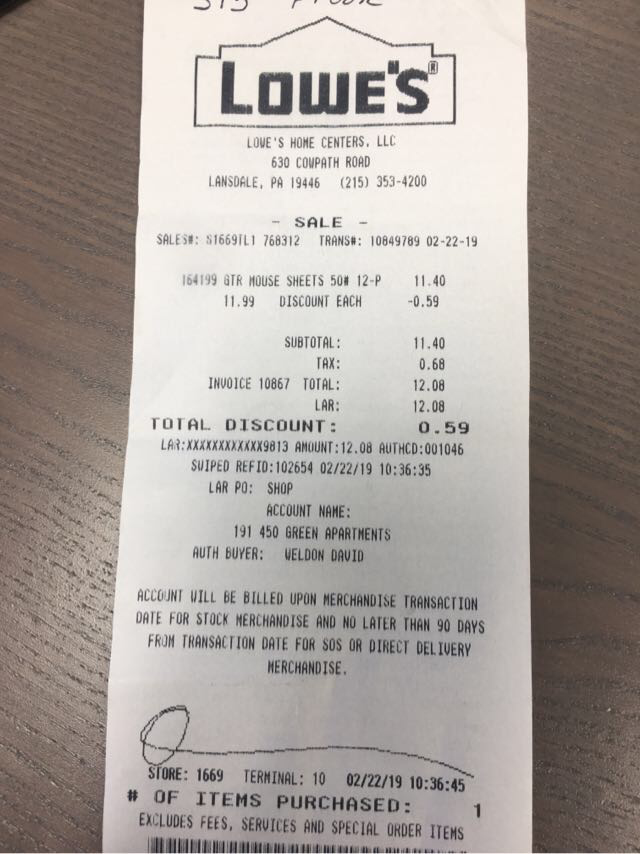 LOWE'S®
LOWE'S HOME CENTERS, LLC
630 COWPATH ROAD
LANSDALE, PA 19446 (215) 353-4200
- SALE -
SALES#: S1669TL1 768312 TRANS#: 10849789 02-22-19
164199 GTR MOUSE SHEETS 50# 12-P 11.40
11.99 DISCOUNT EACH -0.59
SUBTOTAL: 11.40
TAX: 0.68
INVOICE 10867 TOTAL: 12.08
LAR: 12.08
TOTAL DISCOUNT: 0.59
LAR:XXXXXXXXXXXX9813 AMOUNT:12.08 AUTHCD:001046
SWIPED REFID:102654 02/22/19 10:36:35
LAR PO: SHOP
ACCOUNT NAME:
191 450 GREEN APARTMENTS
AUTH BUYER: WELDON DAVID
ACCOUNT WILL BE BILLED UPON MERCHANDISE TRANSACTION
DATE FOR STOCK MERCHANDISE AND NO LATER THAN 90 DAYS
FROM TRANSACTION DATE FOR SOS OR DIRECT DELIVERY
MERCHANDISE.
STORE: 1669 TERMINAL: 10 02/22/19 10:36:45
# OF ITEMS PURCHASED: 1
EXCLUDES FEES, SERVICES AND SPECIAL ORDER ITEMS